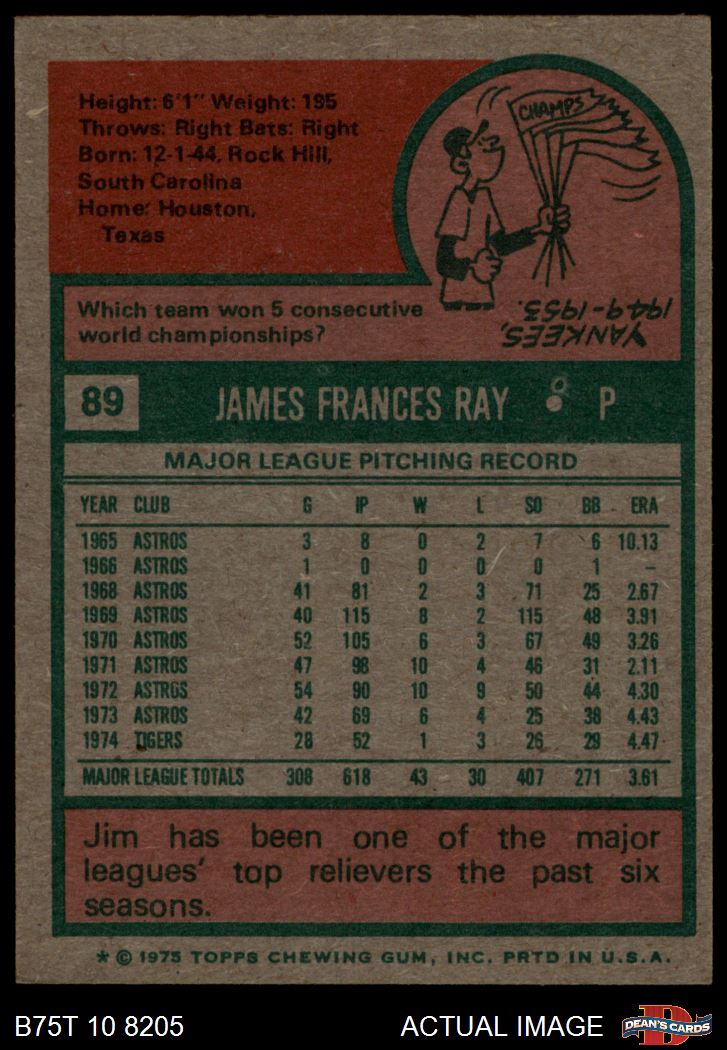 Height: 6'1" Weight: 195
Throws: Right Bats: Right
Born: 12-1-44, Rock Hill,
South Carolina
Home: Houston,
Texas
CHAMPS
Which team won 5 consecutive
world championships?
YANKEES,
1949-1953.
89 JAMES FRANCES RAY P
MAJOR LEAGUE PITCHING RECORD
YEAR CLUB G IP W L SO BB ERA
1965 ASTROS 3 8 0 2 7 6 10.13
1966 ASTROS 1 0 0 0 0 1 –
1968 ASTROS 41 81 2 3 71 25 2.67
1969 ASTROS 40 115 8 2 115 48 3.91
1970 ASTROS 52 105 6 3 67 49 3.26
1971 ASTROS 47 98 10 4 46 31 2.11
1972 ASTROS 54 90 10 9 50 44 4.30
1973 ASTROS 42 69 6 4 25 38 4.43
1974 TIGERS 28 52 1 3 26 29 4.47
MAJOR LEAGUE TOTALS 308 618 43 30 407 271 3.61
Jim has been one of the major
leagues' top relievers the past six
seasons.
* © 1975 TOPPS CHEWING GUM, INC. PRTD IN U.S.A.
B75T 10 8205 ACTUAL IMAGE D DEAN'S CARDS